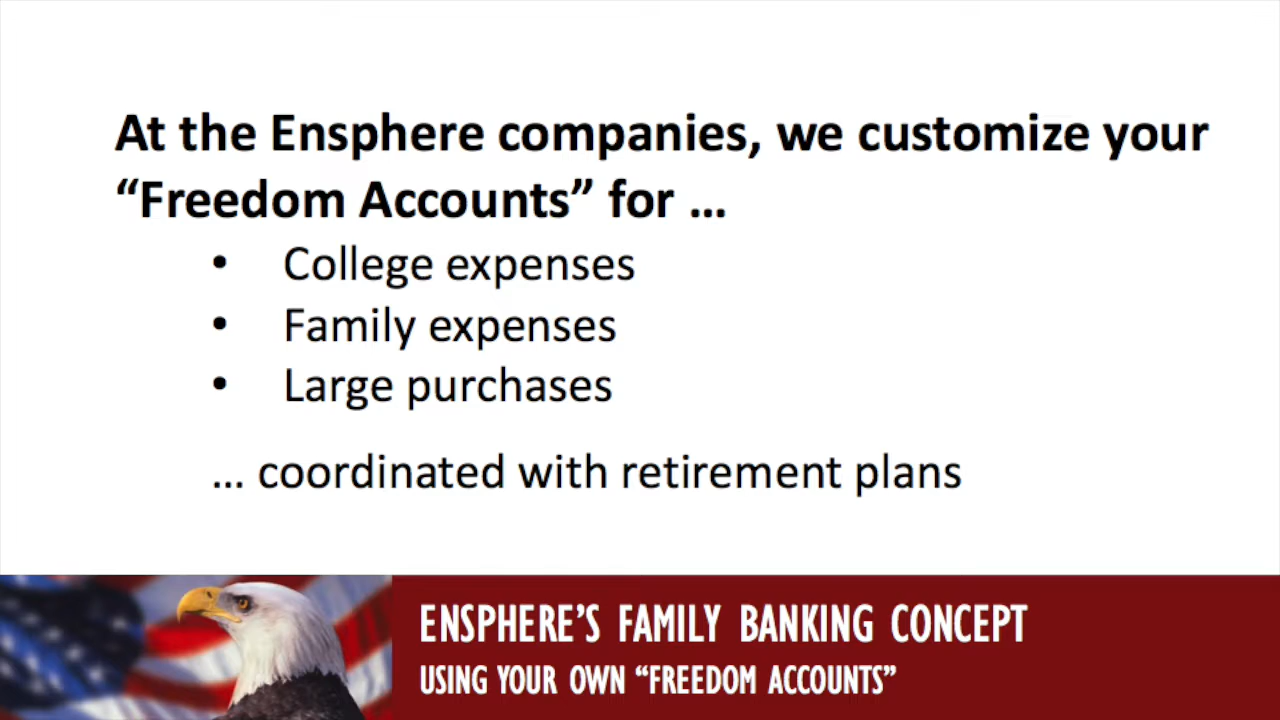 At the Ensphere companies, we customize your
“Freedom Accounts” for ...
• College expenses
• Family expenses
• Large purchases
... coordinated with retirement plans
ENSPHERE’S FAMILY BANKING CONCEPT
USING YOUR OWN “FREEDOM ACCOUNTS”